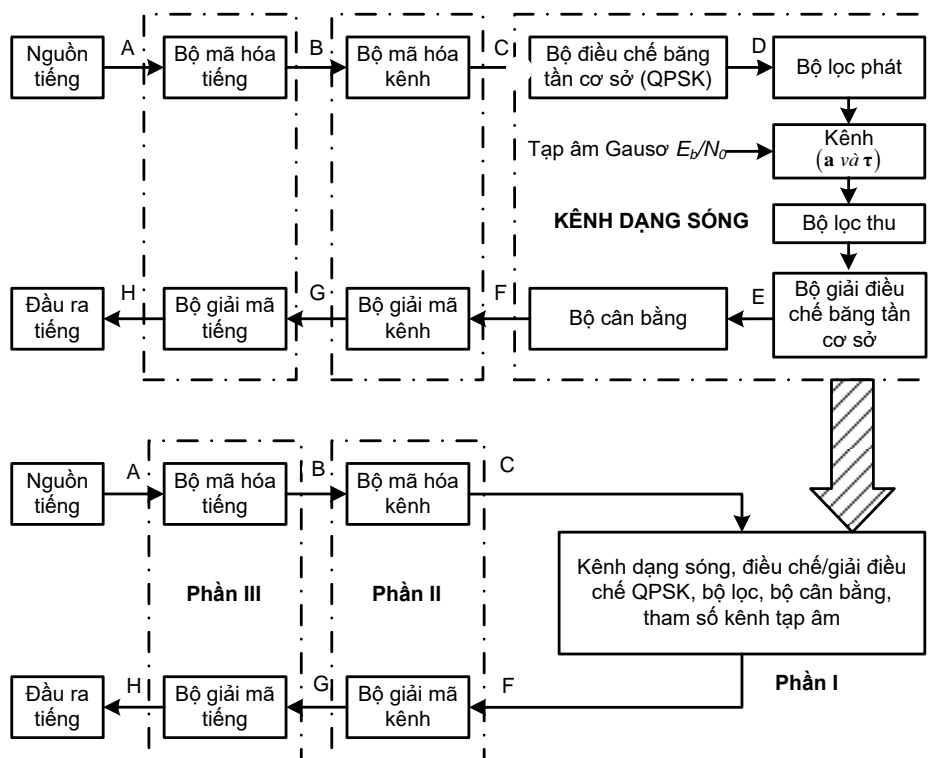 Nguồn
tiếng
A
Bộ mã hóa
tiếng
B
Bộ mã hóa
kênh
C
Bộ điều chế băng
tần cơ sở (QPSK)
D
Bộ lọc phát
Tạp âm Gausơ E_b/N_0
Kênh
(a và τ)
KÊNH DẠNG SÓNG
Bộ lọc thu
Đầu ra
tiếng
H
Bộ giải mã
tiếng
G
Bộ giải mã
kênh
F
Bộ cân bằng
E
Bộ giải điều
chế băng tần
cơ sở
Nguồn
tiếng
A
Bộ mã hóa
tiếng
B
Bộ mã hóa
kênh
C
Phần III
Phần II
Kênh dạng sóng, điều chế/giải điều
chế QPSK, bộ lọc, bộ cân bằng,
tham số kênh tạp âm
Phần I
Đầu ra
tiếng
H
Bộ giải mã
tiếng
G
Bộ giải mã
kênh
F